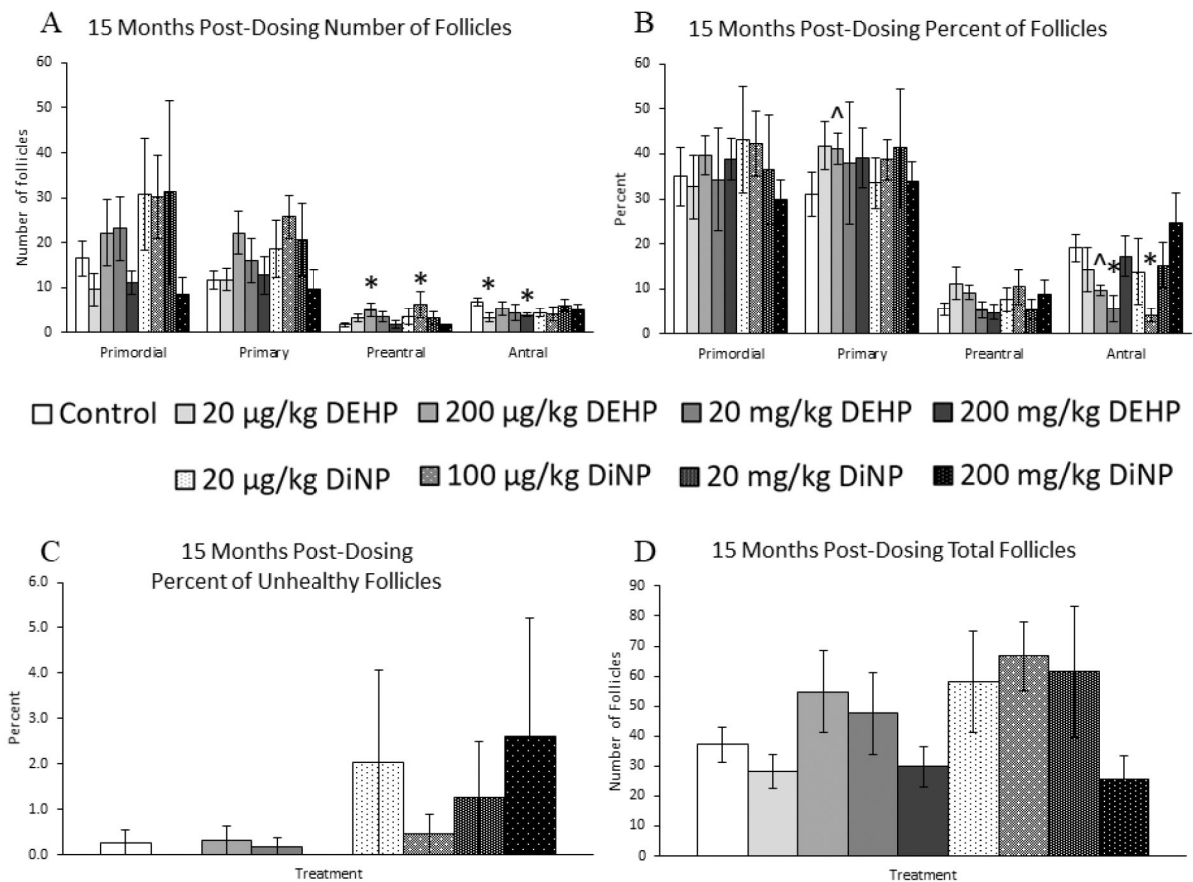 A 15 Months Post-Dosing Number of Follicles
60
50
40
30
20
10
0
Number of follicles
Primordial Primary Preantral Antral
* * * *
B 15 Months Post-Dosing Percent of Follicles
60
50
40
30
20
10
0
Percent
Primordial Primary Preantral Antral
^ ^ * *
Control 20 µg/kg DEHP 200 µg/kg DEHP 20 mg/kg DEHP 200 mg/kg DEHP
20 µg/kg DiNP 100 µg/kg DiNP 20 mg/kg DiNP 200 mg/kg DiNP
C 15 Months Post-Dosing
Percent of Unhealthy Follicles
6.0
5.0
4.0
3.0
2.0
1.0
0.0
Percent
Treatment
D 15 Months Post-Dosing Total Follicles
90
80
70
60
50
40
30
20
10
0
Number of Follicles
Treatment